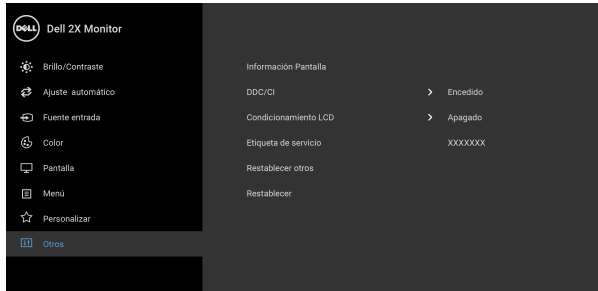 DELL Dell 2X Monitor
Brillo/Contraste
Información Pantalla
Ajuste automático
DDC/CI
Encedido
Fuente entrada
Condicionamiento LCD
Apagado
Color
Etiqueta de servicio
XXXXXXX
Pantalla
Restablecer otros
Menú
Restablecer
Personalizar
Otros